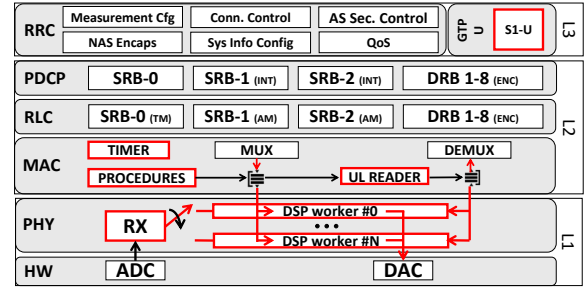 RRC
Measurement Cfg
Conn. Control
AS Sec. Control
NAS Encaps
Sys Info Config
QoS
GTP
U
S1-U
L3
PDCP
SRB-0
SRB-1 (INT)
SRB-2 (INT)
DRB 1-8 (ENC)
RLC
SRB-0 (TM)
SRB-1 (AM)
SRB-2 (AM)
DRB 1-8 (ENC)
L2
MAC
TIMER
MUX
DEMUX
PROCEDURES
UL READER
PHY
RX
DSP worker #0
•••
DSP worker #N
L1
HW
ADC
DAC